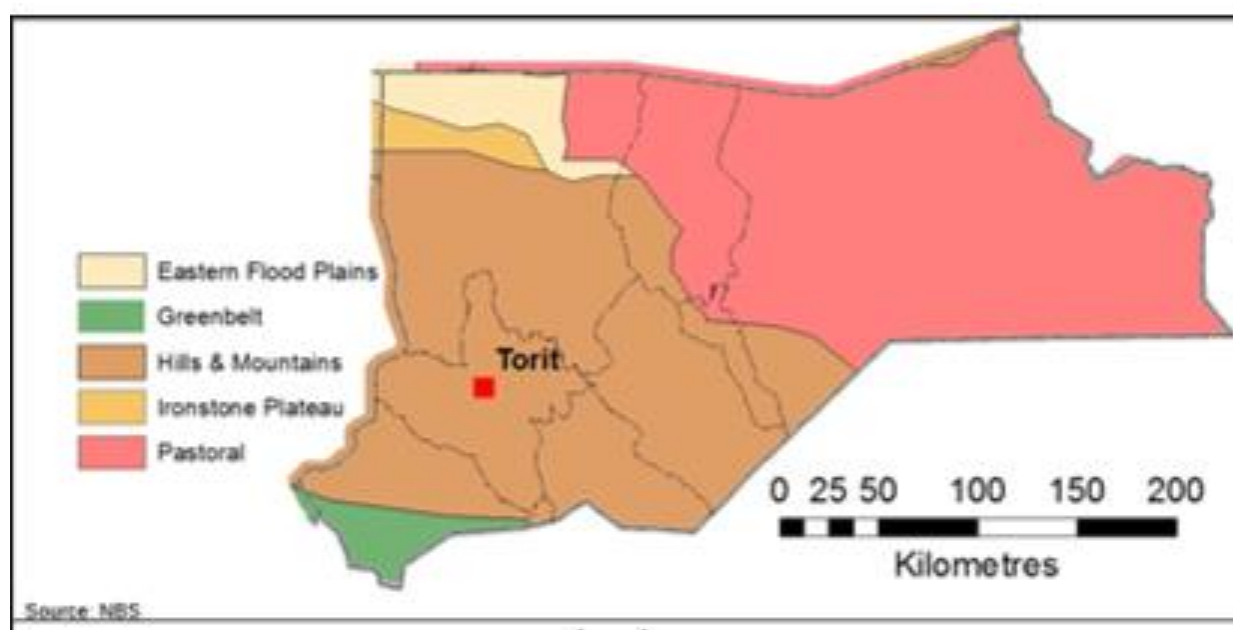 Eastern Flood Plains
Greenbelt
Hills & Mountains
Ironstone Plateau
Pastoral
Torit
0 25 50 100 150 200
Kilometres
Source: NBS